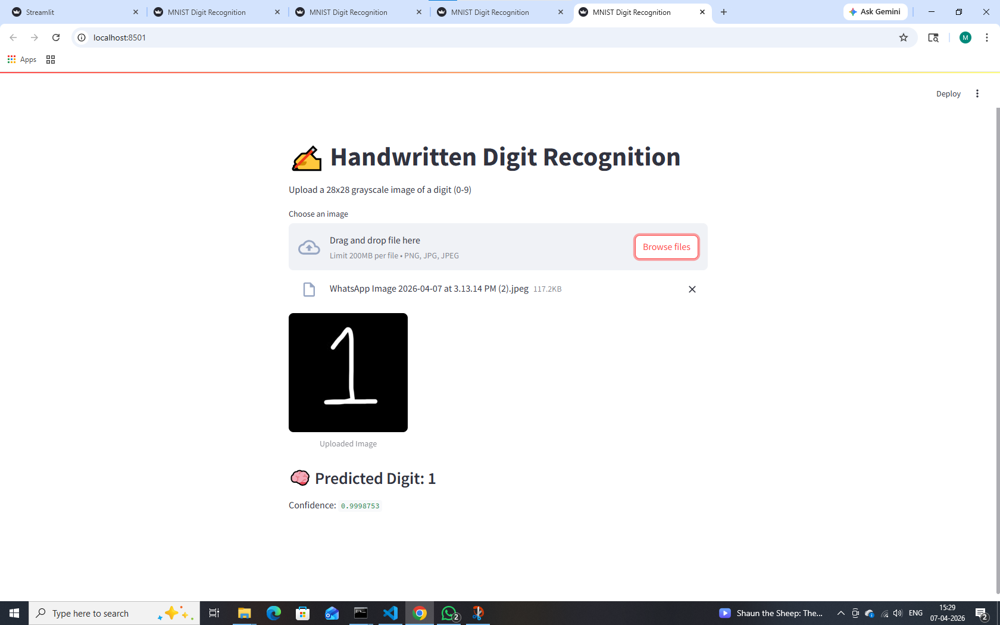 Streamlit
MNIST Digit Recognition
MNIST Digit Recognition
MNIST Digit Recognition
MNIST Digit Recognition
Ask Gemini
localhost:8501
M
Apps
Deploy
Handwritten Digit Recognition
Upload a 28x28 grayscale image of a digit (0-9)
Choose an image
Drag and drop file here
Limit 200MB per file • PNG, JPG, JPEG
Browse files
WhatsApp Image 2026-04-07 at 3.13.14 PM (2).jpeg 117.2KB
1
Uploaded Image
Predicted Digit: 1
Confidence: 0.9998753
Type here to search
2
Shaun the Sheep: The...
ENG
15:29
07-04-2026
2